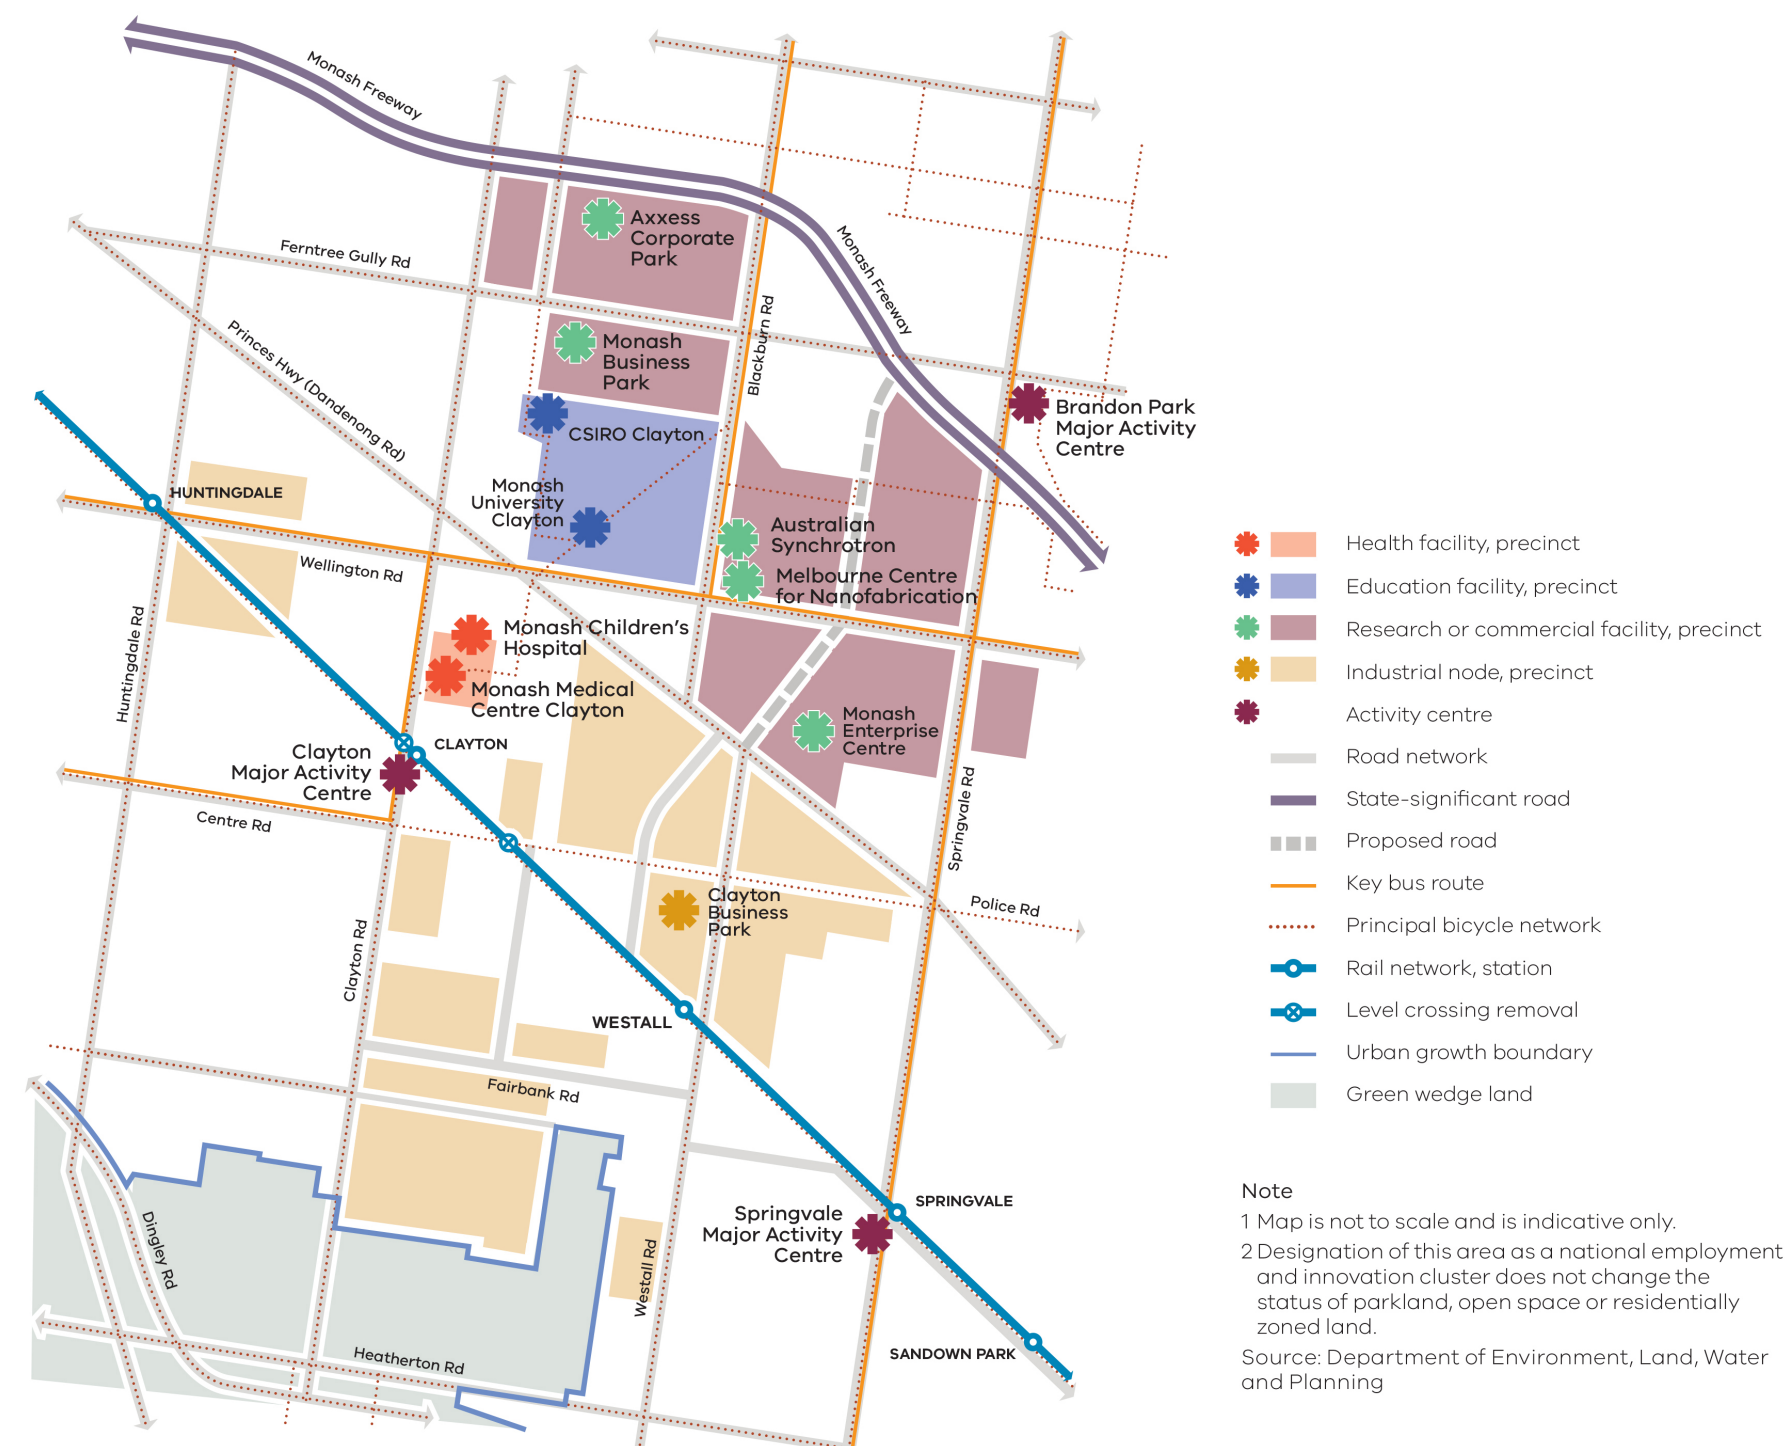 Monash Freeway
Axxess
Corporate
Park
Ferntree Gully Rd
Monash Freeway
Blackburn Rd
Princes Hwy (Dandenong Rd)
Monash
Business
Park
Brandon Park
Major Activity
Centre
CSIRO Clayton
HUNTINGDALE
Monash
University
Clayton
Australian
Synchrotron
Wellington Rd
Melbourne Centre
for Nanofabrication
Huntingdale Rd
Monash Children's
Hospital
Monash Medical
Centre Clayton
Monash
Enterprise
Centre
CLAYTON
Clayton
Major Activity
Centre
Centre Rd
Springvale Rd
Clayton
Business
Park
Police Rd
Clayton Rd
WESTALL
Fairbank Rd
SPRINGVALE
Springvale
Major Activity
Centre
Dingley Rd
Westall Rd
Heatherton Rd
SANDOWN PARK
Health facility, precinct
Education facility, precinct
Research or commercial facility, precinct
Industrial node, precinct
Activity centre
Road network
State-significant road
Proposed road
Key bus route
Principal bicycle network
Rail network, station
Level crossing removal
Urban growth boundary
Green wedge land
Note
1 Map is not to scale and is indicative only.
2 Designation of this area as a national employment
and innovation cluster does not change the
status of parkland, open space or residentially
zoned land.
Source: Department of Environment, Land, Water
and Planning